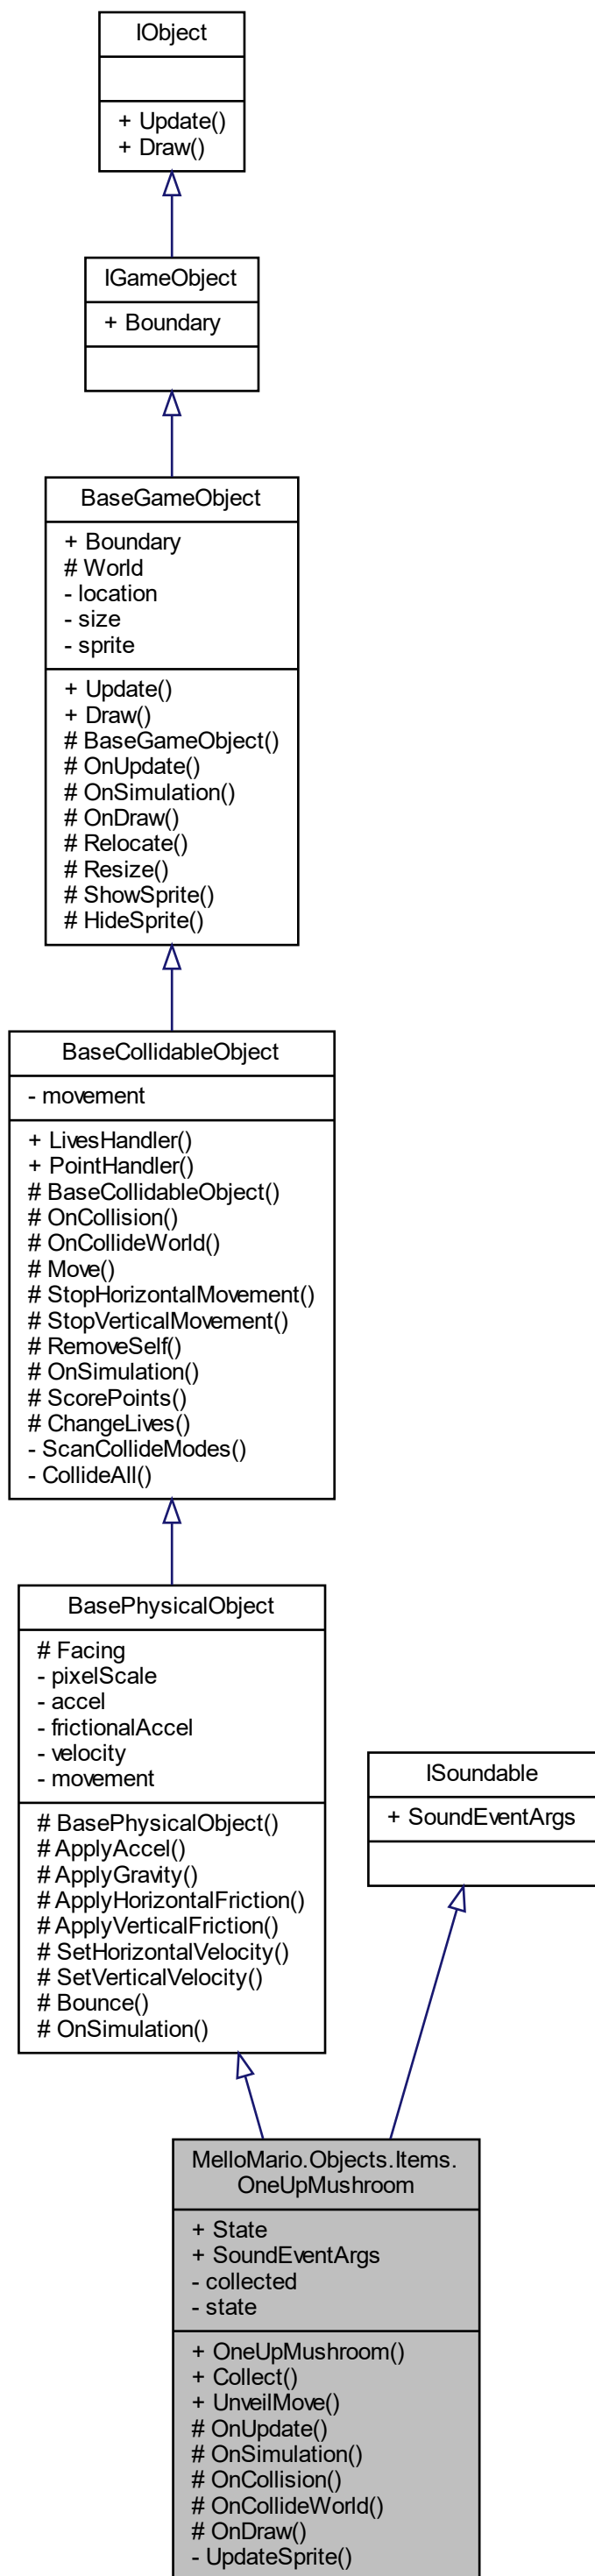 IObject
+ Update()
+ Draw()
IGameObject
+ Boundary
BaseGameObject
+ Boundary
# World
- location
- size
- sprite
+ Update()
+ Draw()
# BaseGameObject()
# OnUpdate()
# OnSimulation()
# OnDraw()
# Relocate()
# Resize()
# ShowSprite()
# HideSprite()
BaseCollidableObject
- movement
+ LivesHandler()
+ PointHandler()
# BaseCollidableObject()
# OnCollision()
# OnCollideWorld()
# Move()
# StopHorizontalMovement()
# StopVerticalMovement()
# RemoveSelf()
# OnSimulation()
# ScorePoints()
# ChangeLives()
- ScanCollideModes()
- CollideAll()
BasePhysicalObject
# Facing
- pixelScale
- accel
- frictionalAccel
- velocity
- movement
# BasePhysicalObject()
# ApplyAccel()
# ApplyGravity()
# ApplyHorizontalFriction()
# ApplyVerticalFriction()
# SetHorizontalVelocity()
# SetVerticalVelocity()
# Bounce()
# OnSimulation()
ISoundable
+ SoundEventArgs
MelloMario.Objects.Items.
OneUpMushroom
+ State
+ SoundEventArgs
- collected
- state
+ OneUpMushroom()
+ Collect()
+ UnveilMove()
# OnUpdate()
# OnSimulation()
# OnCollision()
# OnCollideWorld()
# OnDraw()
- UpdateSprite()